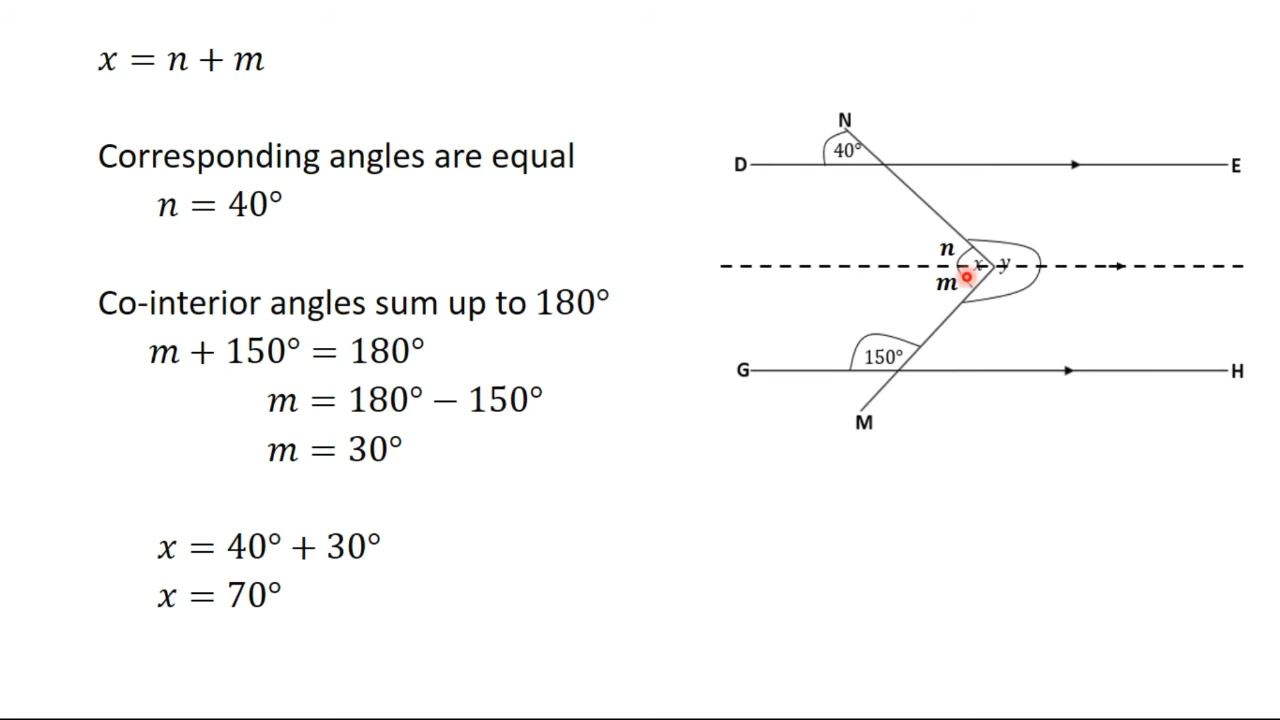 x = n + m
Corresponding angles are equal
n = 40°
Co-interior angles sum up to 180°
m + 150° = 180°
m = 180° − 150°
m = 30°
x = 40° + 30°
x = 70°
N
40°
D
E
n
x
y
m
150°
G
H
M